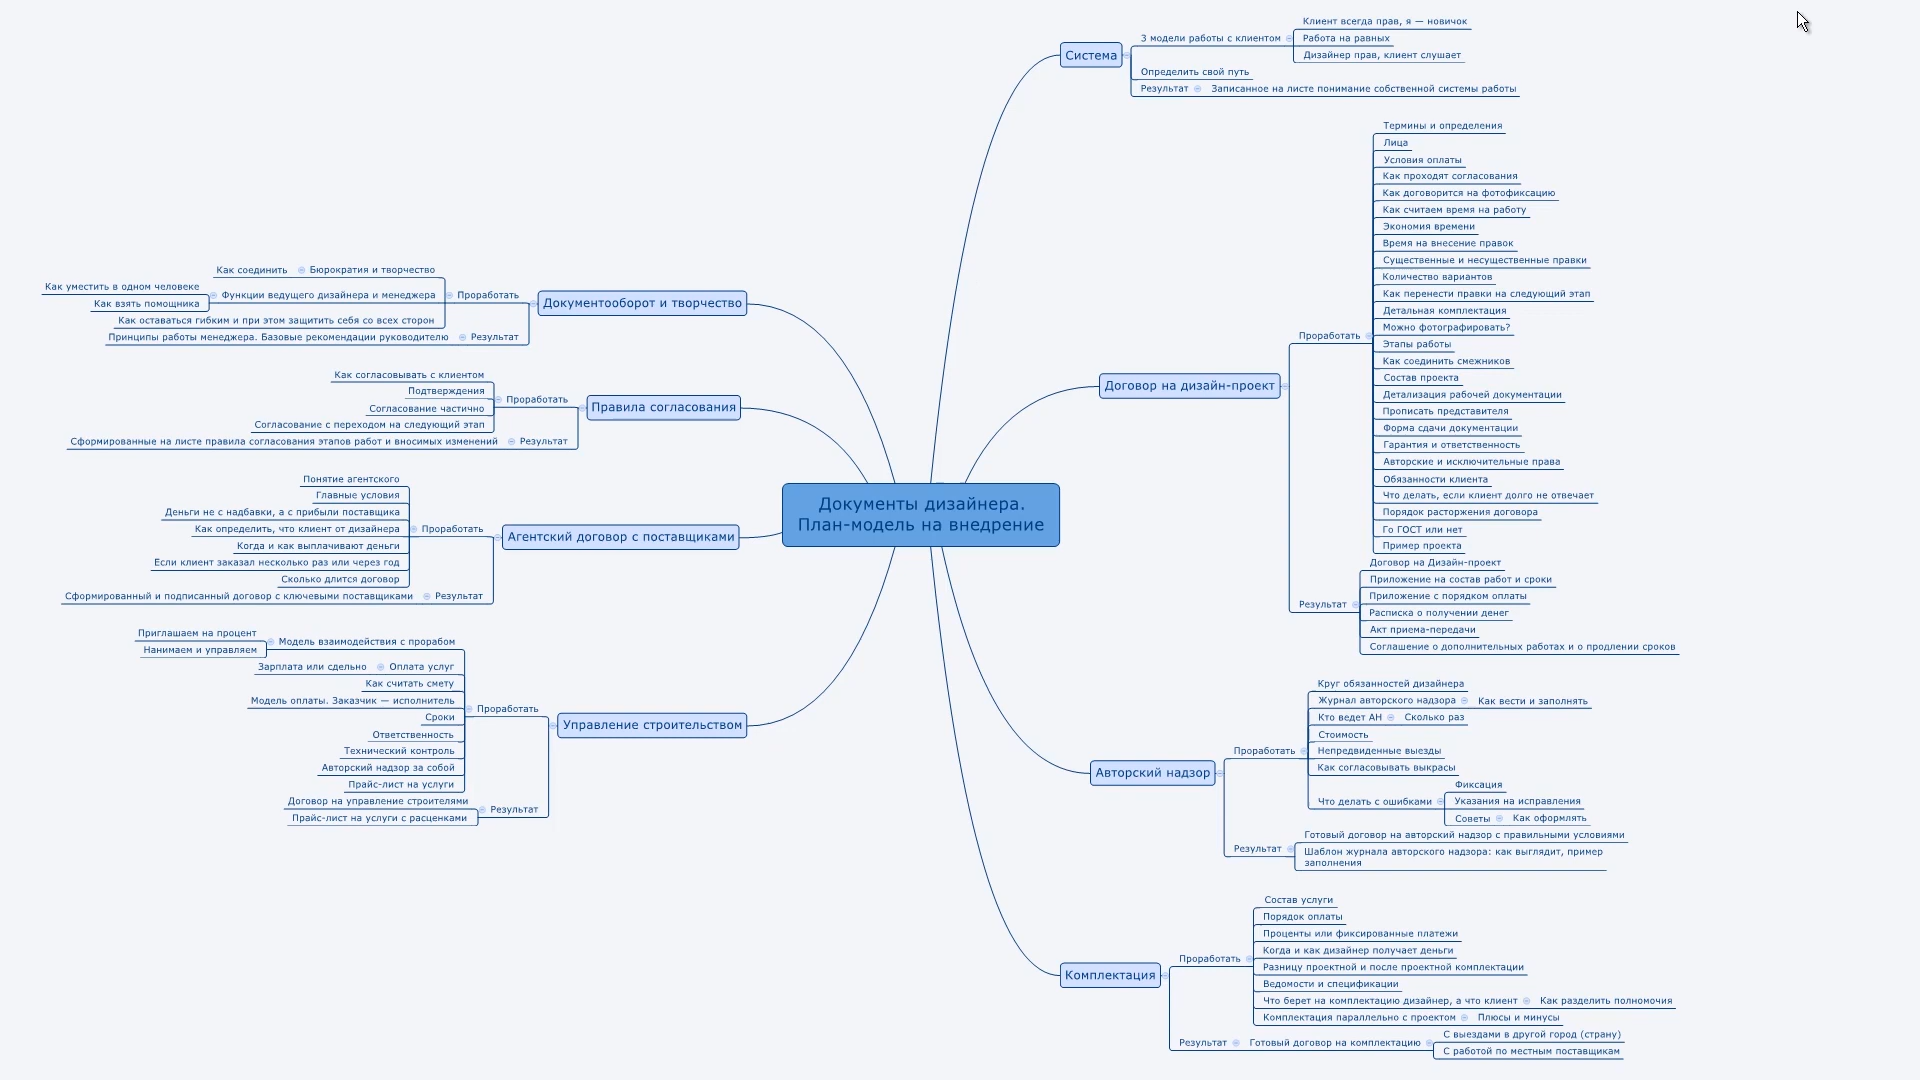 Документы дизайнера.
План-модель на внедрение
Система
3 модели работы с клиентом
Клиент всегда прав, я — новичок
Работа на равных
Дизайнер прав, клиент слушает
Определить свой путь
Результат
Записанное на листе понимание собственной системы работы
Договор на дизайн-проект
Проработать
Термины и определения
Лица
Условия оплаты
Как проходят согласования
Как договорится на фотофиксацию
Как считаем время на работу
Экономия времени
Время на внесение правок
Существенные и несущественные правки
Количество вариантов
Как перенести правки на следующий этап
Детальная комплектация
Можно фотографировать?
Этапы работы
Как соединить смежников
Состав проекта
Детализация рабочей документации
Прописать представителя
Форма сдачи документации
Гарантия и ответственность
Авторские и исключительные права
Обязанности клиента
Что делать, если клиент долго не отвечает
Порядок расторжения договора
Го ГОСТ или нет
Пример проекта
Результат
Договор на Дизайн-проект
Приложение на состав работ и сроки
Приложение с порядком оплаты
Расписка о получении денег
Акт приема-передачи
Соглашение о дополнительных работах и о продлении сроков
Авторский надзор
Проработать
Круг обязанностей дизайнера
Журнал авторского надзора
Как вести и заполнять
Кто ведет АН
Сколько раз
Стоимость
Непредвиденные выезды
Как согласовывать выкрасы
Что делать с ошибками
Фиксация
Указания на исправления
Советы
Как оформлять
Результат
Готовый договор на авторский надзор с правильными условиями
Шаблон журнала авторского надзора: как выглядит, пример
заполнения
Комплектация
Проработать
Состав услуги
Порядок оплаты
Проценты или фиксированные платежи
Когда и как дизайнер получает деньги
Разницу проектной и после проектной комплектации
Ведомости и спецификации
Что берет на комплектацию дизайнер, а что клиент
Как разделить полномочия
Комплектация параллельно с проектом
Плюсы и минусы
Результат
Готовый договор на комплектацию
С выездами в другой город (страну)
С работой по местным поставщикам
Документооборот и творчество
Проработать
Бюрократия и творчество
Как соединить
Функции ведущего дизайнера и менеджера
Как уместить в одном человеке
Как взять помощника
Как оставаться гибким и при этом защитить себя со всех сторон
Результат
Принципы работы менеджера. Базовые рекомендации руководителю
Правила согласования
Проработать
Как согласовывать с клиентом
Подтверждения
Согласование частично
Согласование с переходом на следующий этап
Результат
Сформированные на листе правила согласования этапов работ и вносимых изменений
Агентский договор с поставщиками
Проработать
Понятие агентского
Главные условия
Деньги не с надбавки, а с прибыли поставщика
Как определить, что клиент от дизайнера
Когда и как выплачивают деньги
Если клиент заказал несколько раз или через год
Сколько длится договор
Результат
Сформированный и подписанный договор с ключевыми поставщиками
Управление строительством
Проработать
Модель взаимодействия с прорабом
Приглашаем на процент
Нанимаем и управляем
Оплата услуг
Зарплата или сдельно
Как считать смету
Модель оплаты. Заказчик — исполнитель
Сроки
Ответственность
Технический контроль
Авторский надзор за собой
Прайс-лист на услуги
Результат
Договор на управление строителями
Прайс-лист на услуги с расценками